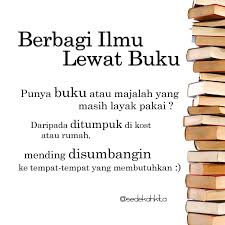 Berbagi Ilmu
Lewat Buku
Punya buku atau majalah yang
masih layak pakai ?
Daripada ditumpuk di kost
atau rumah,
mending disumbangin
ke tempat-tempat yang membutuhkan :)
@sedekahkita